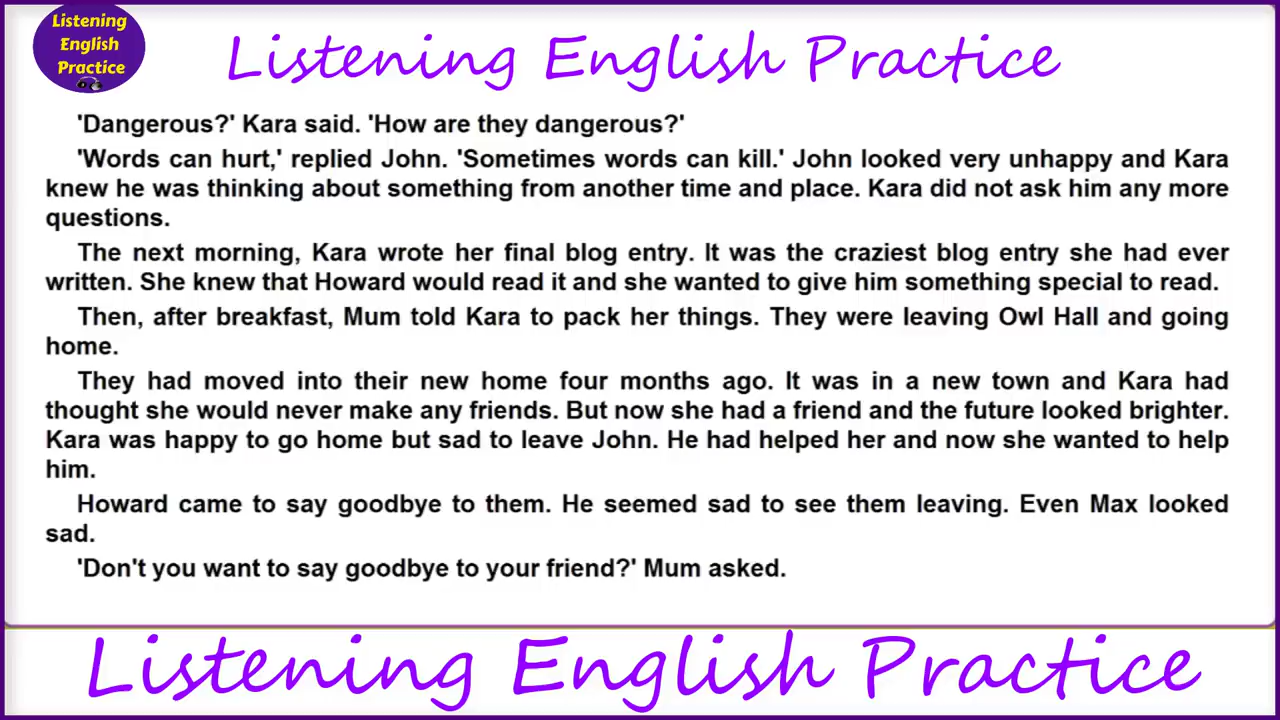 Listening
English
Practice
Listening English Practice
'Dangerous?' Kara said. 'How are they dangerous?'
'Words can hurt,' replied John. 'Sometimes words can kill.' John looked very unhappy and Kara
knew he was thinking about something from another time and place. Kara did not ask him any more
questions.
The next morning, Kara wrote her final blog entry. It was the craziest blog entry she had ever
written. She knew that Howard would read it and she wanted to give him something special to read.
Then, after breakfast, Mum told Kara to pack her things. They were leaving Owl Hall and going
home.
They had moved into their new home four months ago. It was in a new town and Kara had
thought she would never make any friends. But now she had a friend and the future looked brighter.
Kara was happy to go home but sad to leave John. He had helped her and now she wanted to help
him.
Howard came to say goodbye to them. He seemed sad to see them leaving. Even Max looked
sad.
'Don't you want to say goodbye to your friend?' Mum asked.
Listening English Practice